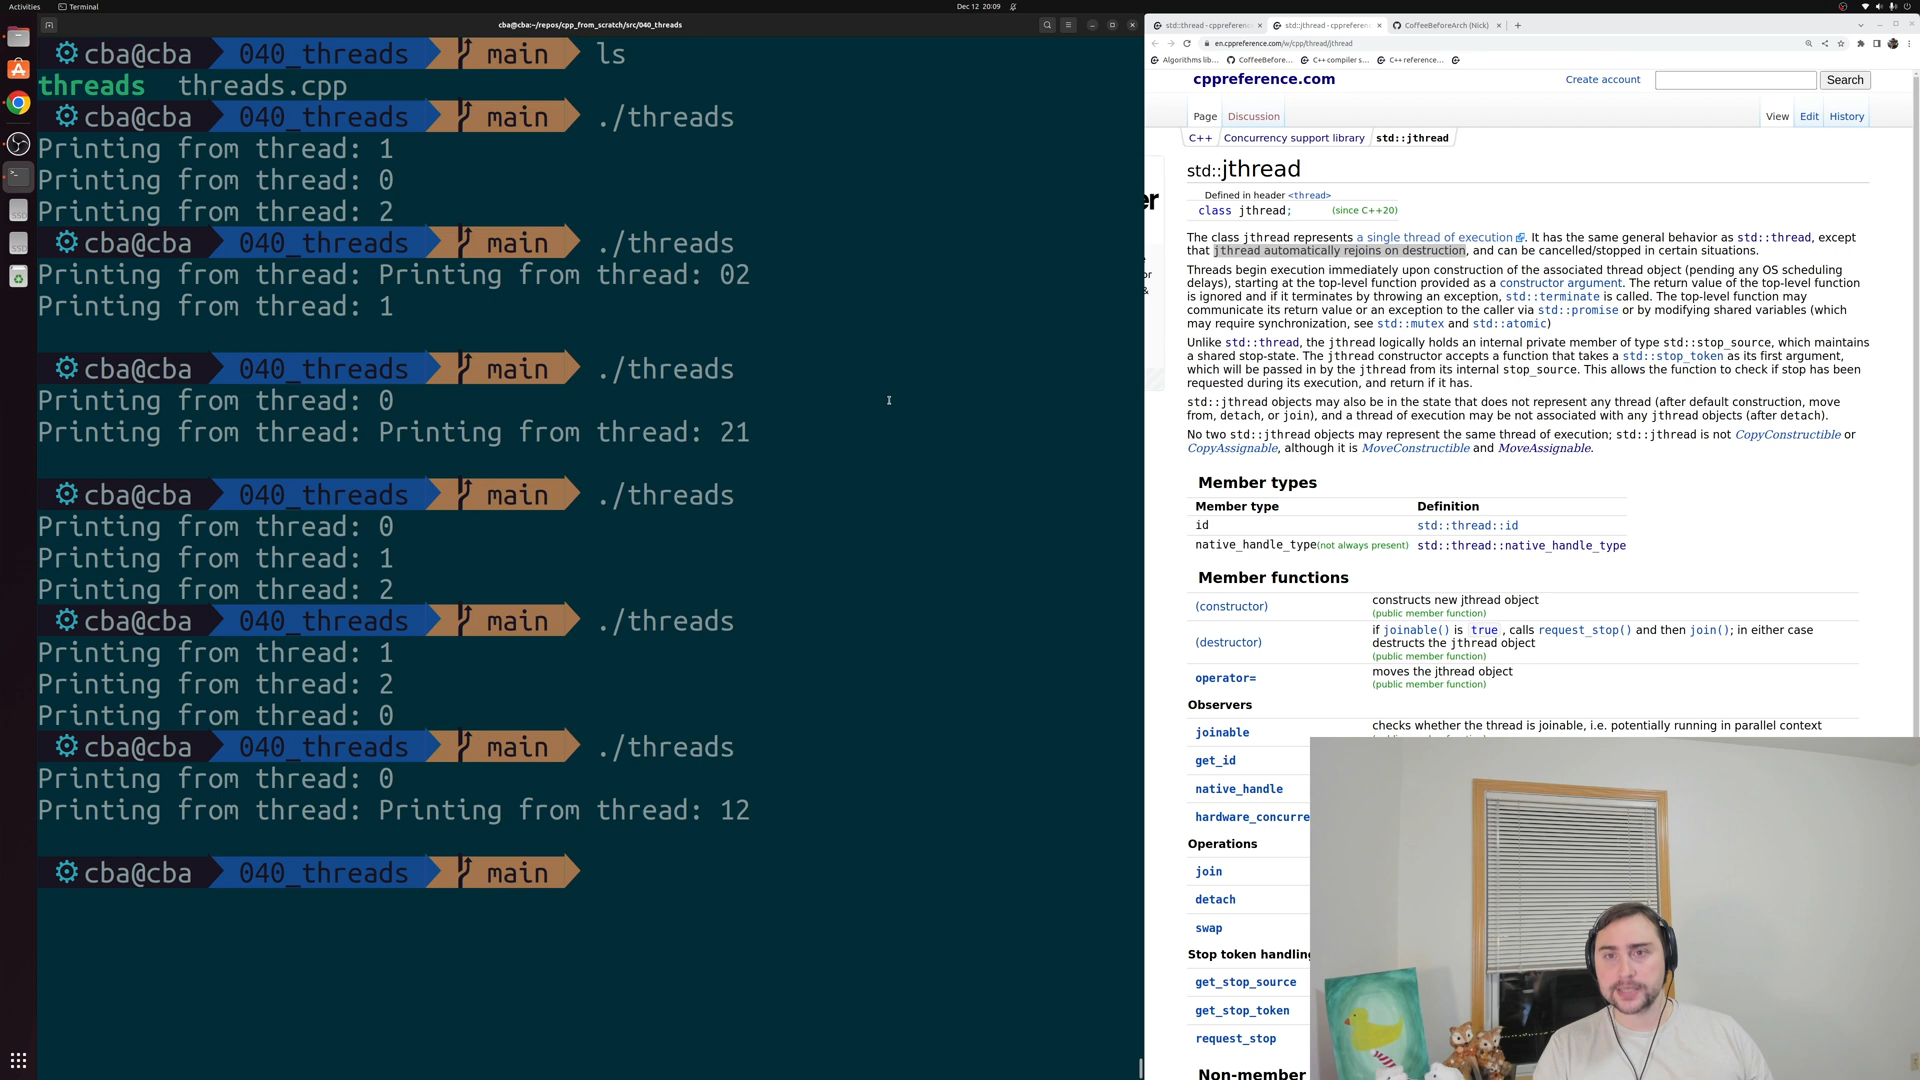 Activities
Terminal
Dec 12 20:09
cba@cba:~/repos/cpp_from_scratch/src/040_threads
cba@cba 040_threads main ls
threads threads.cpp
cba@cba 040_threads main ./threads
Printing from thread: 1
Printing from thread: 0
Printing from thread: 2
cba@cba 040_threads main ./threads
Printing from thread: Printing from thread: 02
Printing from thread: 1
cba@cba 040_threads main ./threads
Printing from thread: 0
Printing from thread: Printing from thread: 21
cba@cba 040_threads main ./threads
Printing from thread: 0
Printing from thread: 1
Printing from thread: 2
cba@cba 040_threads main ./threads
Printing from thread: 1
Printing from thread: 2
Printing from thread: 0
cba@cba 040_threads main ./threads
Printing from thread: 0
Printing from thread: Printing from thread: 12
cba@cba 040_threads main
SSD
SSD
std::thread - cppreference
std::jthread - cppreference
CoffeeBeforeArch (Nick)
en.cppreference.com/w/cpp/thread/jthread
Algorithms lib...
CoffeeBefore...
C++ compiler s...
C++ reference...
cppreference.com
Create account
Search
Page
Discussion
View
Edit
History
C++
Concurrency support library
std::jthread
er
or
&
std::jthread
Defined in header <thread>
class jthread; (since C++20)
The class jthread represents a single thread of execution. It has the same general behavior as std::thread, except
that jthread automatically rejoins on destruction, and can be cancelled/stopped in certain situations.
Threads begin execution immediately upon construction of the associated thread object (pending any OS scheduling
delays), starting at the top-level function provided as a constructor argument. The return value of the top-level function
is ignored and if it terminates by throwing an exception, std::terminate is called. The top-level function may
communicate its return value or an exception to the caller via std::promise or by modifying shared variables (which
may require synchronization, see std::mutex and std::atomic)
Unlike std::thread, the jthread logically holds an internal private member of type std::stop_source, which maintains
a shared stop-state. The jthread constructor accepts a function that takes a std::stop_token as its first argument,
which will be passed in by the jthread from its internal stop_source. This allows the function to check if stop has been
requested during its execution, and return if it has.
std::jthread objects may also be in the state that does not represent any thread (after default construction, move
from, detach, or join), and a thread of execution may be not associated with any jthread objects (after detach).
No two std::jthread objects may represent the same thread of execution; std::jthread is not CopyConstructible or
CopyAssignable, although it is MoveConstructible and MoveAssignable.
Member types
Member type Definition
id std::thread::id
native_handle_type(not always present) std::thread::native_handle_type
Member functions
(constructor) constructs new jthread object
(public member function)
(destructor) if joinable() is true, calls request_stop() and then join(); in either case
destructs the jthread object
(public member function)
operator= moves the jthread object
(public member function)
Observers
joinable checks whether the thread is joinable, i.e. potentially running in parallel context
get_id
native_handle
hardware_concurre
Operations
join
detach
swap
Stop token handling
get_stop_source
get_stop_token
request_stop
Non-member